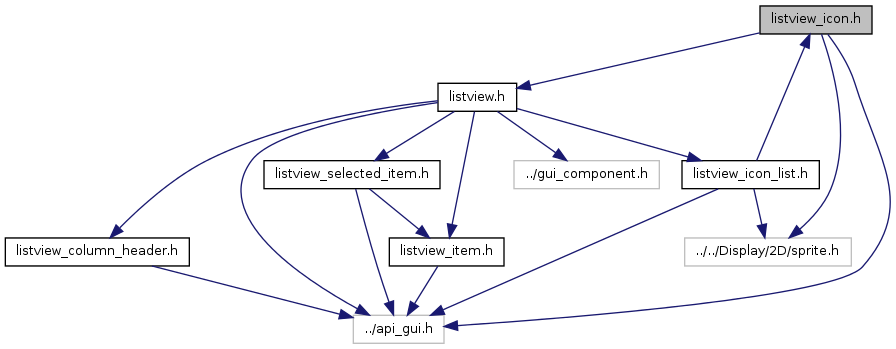 listview_icon.h
listview.h
listview_selected_item.h
../gui_component.h
listview_icon_list.h
listview_column_header.h
listview_item.h
../../Display/2D/sprite.h
../api_gui.h